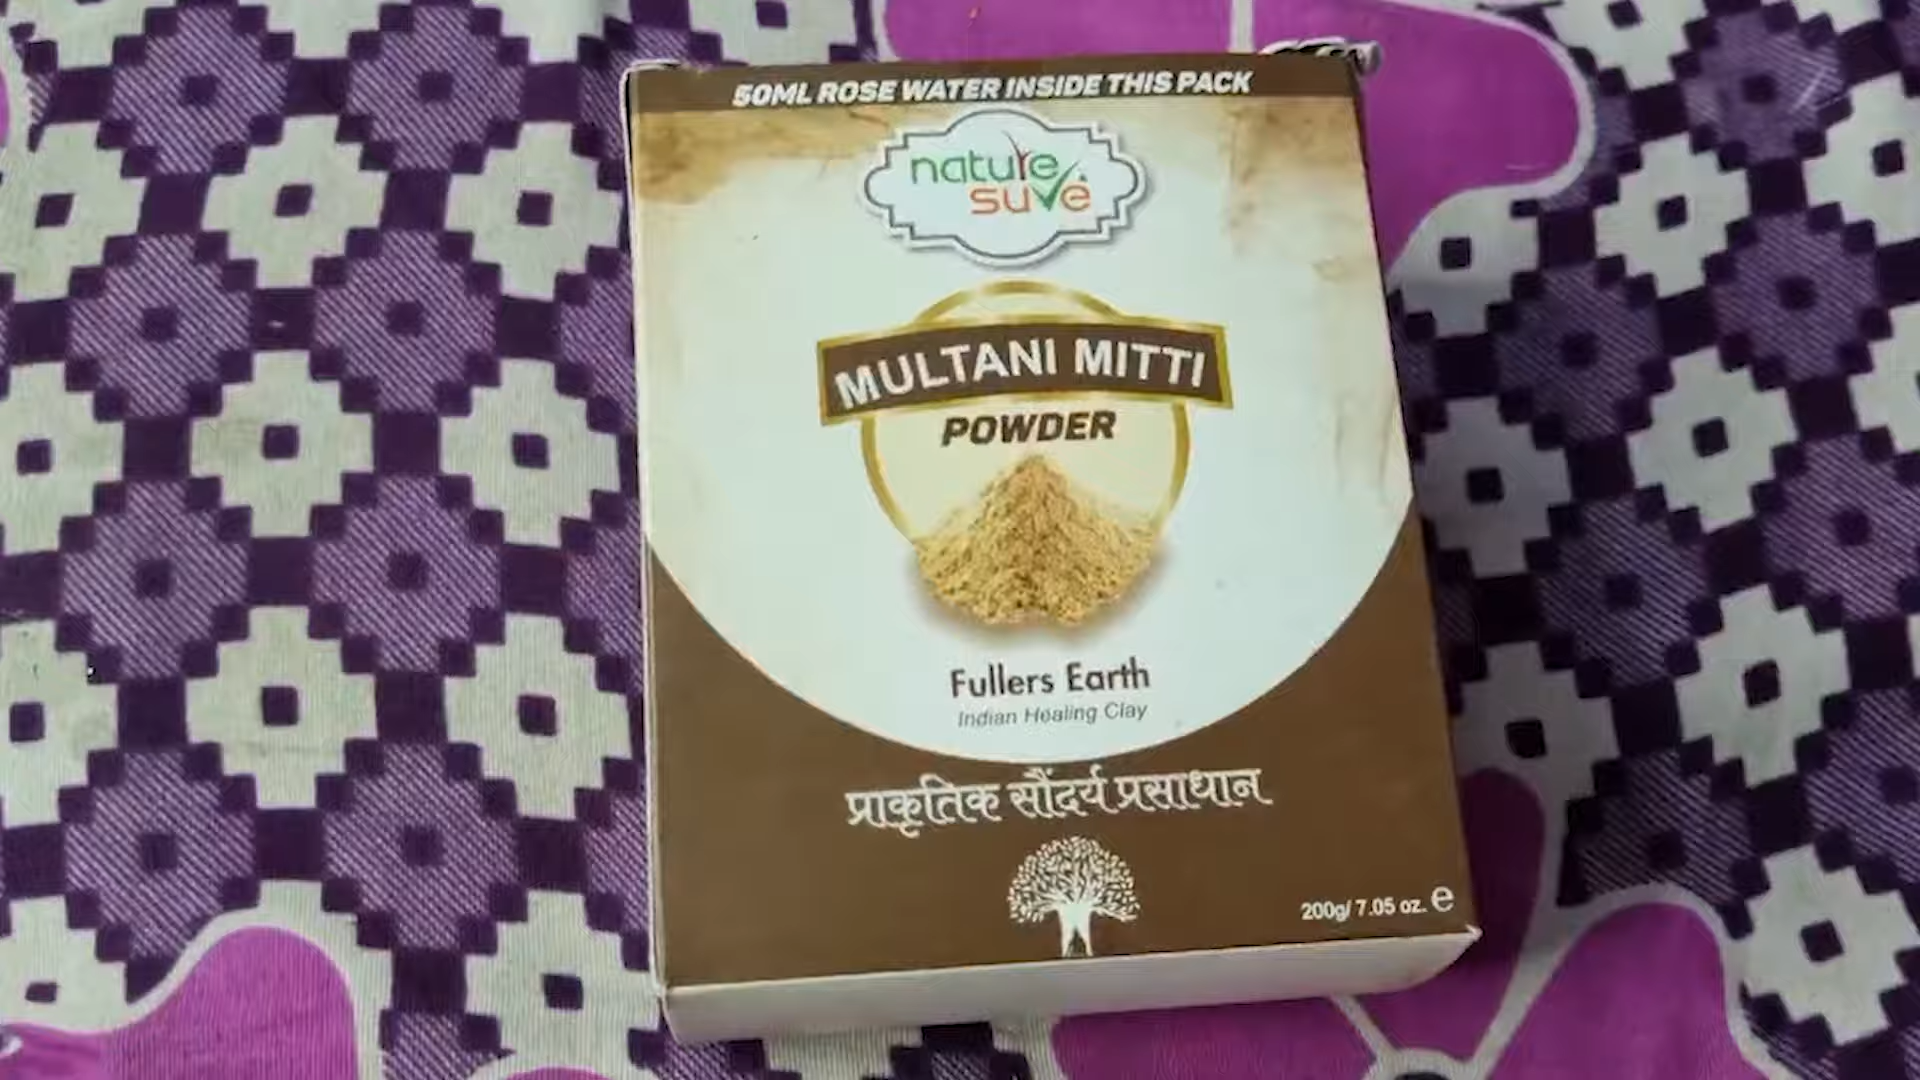 50ML ROSE WATER INSIDE THIS PACK
nature
sure
MULTANI MITTI
POWDER
Fullers Earth
Indian Healing Clay
प्राकृतिक सौंदर्य प्रसाधान
200g/ 7.05 oz. e